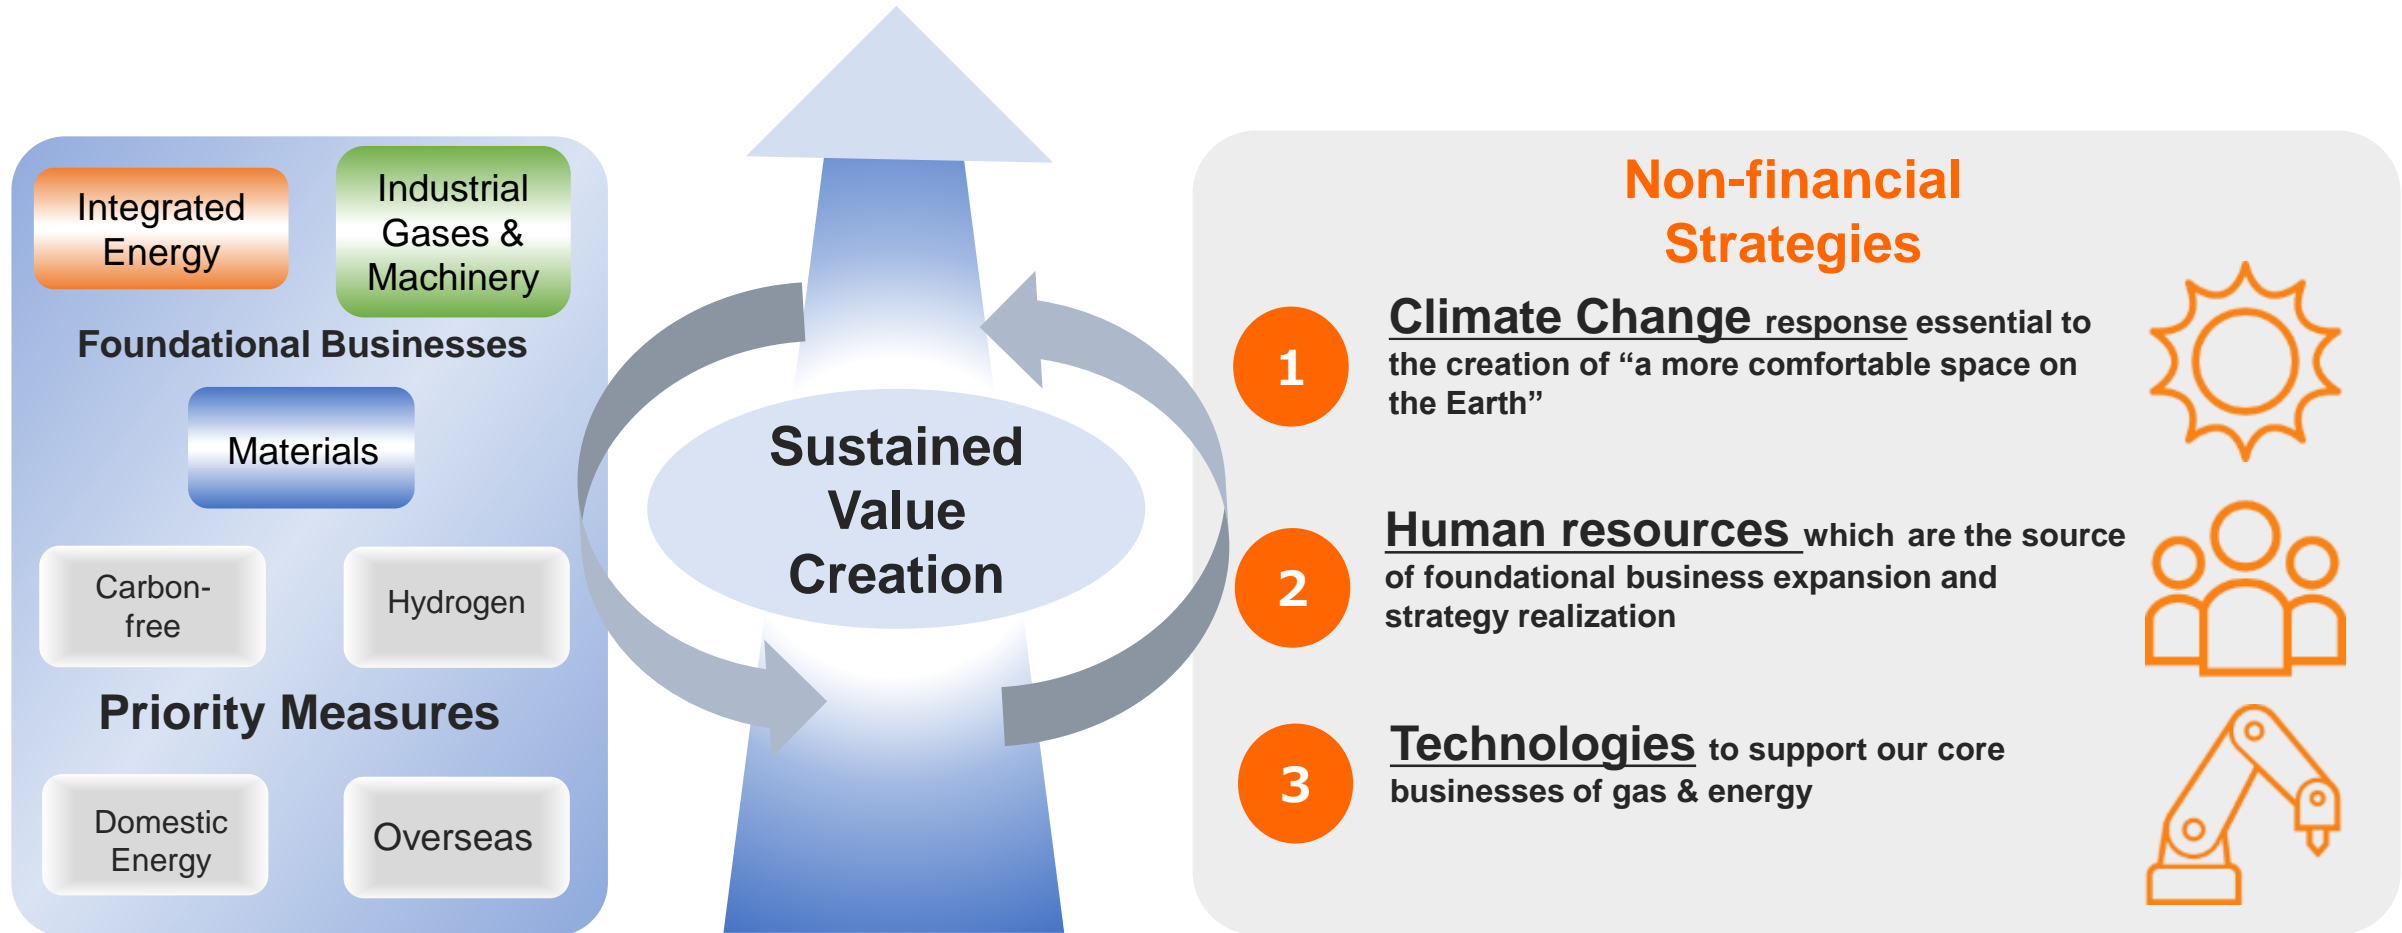 Integrated
Energy
Industrial
Gases &
Machinery
Foundational Businesses
Materials
Carbon-
free
Hydrogen
Priority Measures
Domestic
Energy
Overseas
Sustained
Value
Creation
Non-financial
Strategies
1
Climate Change response essential to
the creation of “a more comfortable space on
the Earth”
2
Human resources which are the source
of foundational business expansion and
strategy realization
3
Technologies to support our core
businesses of gas & energy